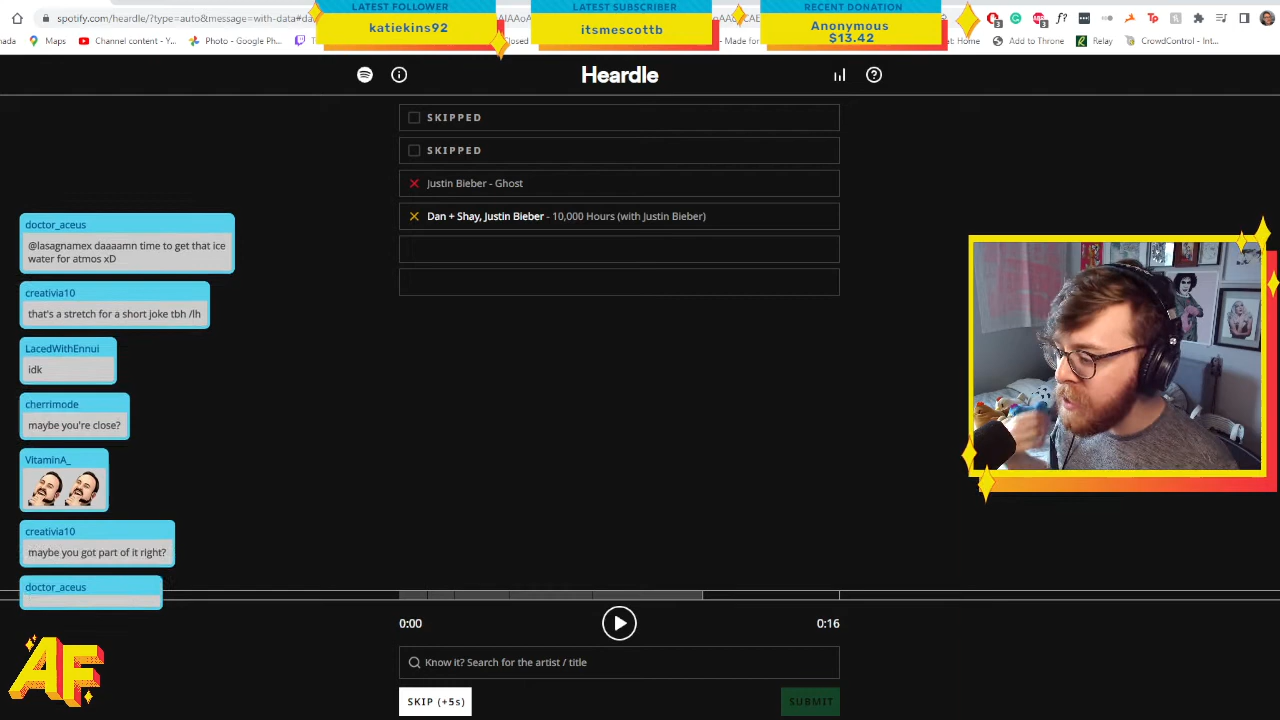 LATEST FOLLOWER
katiekins92
LATEST SUBSCRIBER
itsmescottb
RECENT DONATION
Anonymous
$13.42
spotify.com/heardle/?type=auto&message=with-data#da
Maps
Channel content - Y...
Photo - Google Ph...
Add to Throne
Relay
CrowdControl - Int...
Heardle
SKIPPED
SKIPPED
Justin Bieber - Ghost
Dan + Shay, Justin Bieber - 10,000 Hours (with Justin Bieber)
doctor_aceus
@lasagnamex daaaamn time to get that ice
water for atmos xD
creativia10
that's a stretch for a short joke tbh /lh
LacedWithEnnui
idk
cherrimode
maybe you're close?
VitaminA_
creativia10
maybe you got part of it right?
doctor_aceus
0:00
0:16
Know it? Search for the artist / title
SKIP (+5s)
SUBMIT
AF